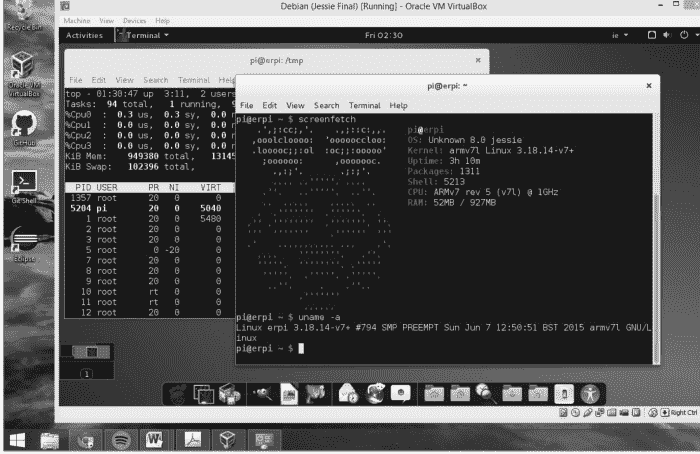 Debian (Jessie Final) [Running] - Oracle VM VirtualBox
Machine View Devices Help
Recycle Bin
Activities Terminal Fri 02:30 ie
pi@erpi: /tmp
File Edit View Search Terminal Help
top - 01:30:47 up 3:11, 2 users
Tasks: 94 total, 1 running,
%Cpu0 : 0.3 us, 0.3 sy, 0.0
%Cpu1 : 0.0 us, 0.0 sy, 0.0
%Cpu2 : 0.0 us, 0.0 sy, 0.0
%Cpu3 : 0.0 us, 0.0 sy, 0.0
KiB Mem: 949380 total, 13145
KiB Swap: 102396 total,
PID USER PR NI VIRT
1357 root 20 0 0
5204 pi 20 0 5040
1 root 20 0 5480
2 root 20 0 0
3 root 20 0 0
5 root 0 -20 0
7 root 20 0 0
8 root 20 0 0
9 root 20 0 0
10 root rt 0 0
11 root rt 0 0
12 root 20 0 0
pi@erpi: ~
File Edit View Search Terminal Help
pi@erpi ~ $ screenfetch
pi@erpi
OS: Unknown 8.0 jessie
Kernel: armv7l Linux 3.18.14-v7+
Uptime: 3h 10m
Packages: 1311
Shell: 5213
CPU: ARMv7 rev 5 (v7l) @ 1GHz
RAM: 52MB / 927MB
pi@erpi ~ $ uname -a
Linux erpi 3.18.14-v7+ #794 SMP PREEMPT Sun Jun 7 12:50:51 BST 2015 armv7l GNU/L
inux
pi@erpi ~ $
Oracle VM
VirtualBox
GitHub
Git Shell
Eclipse
1
Right Ctrl